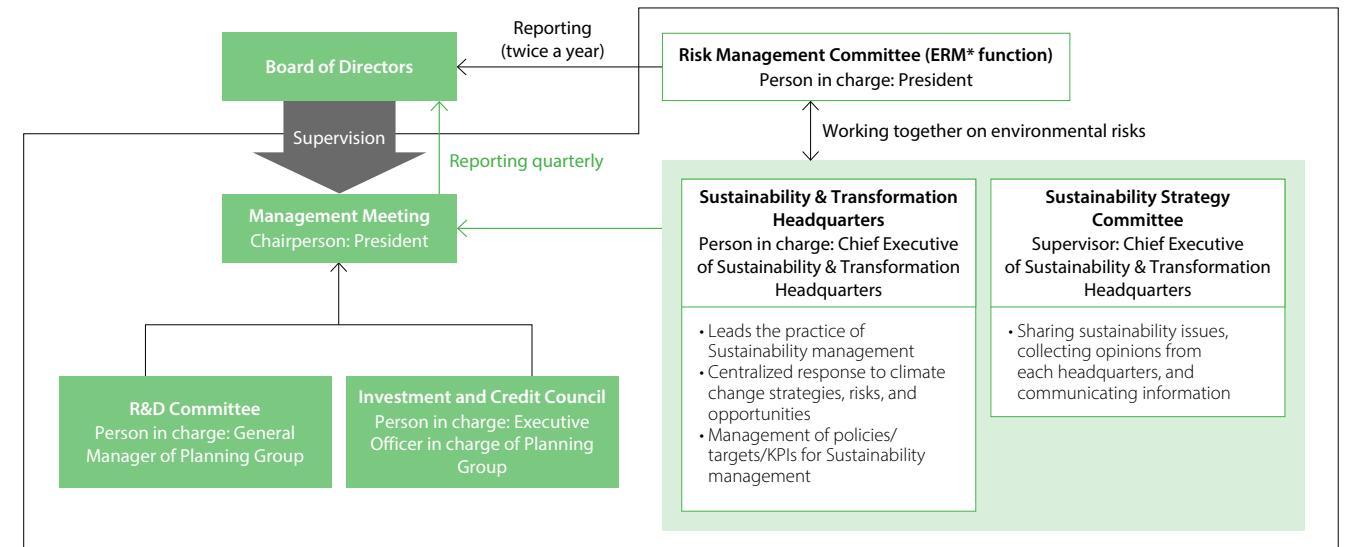 Reporting
(twice a year)
Board of Directors
Risk Management Committee (ERM* function)
Person in charge: President
Supervision
Working together on environmental risks
Reporting quarterly
Management Meeting
Chairperson: President
Sustainability & Transformation
Headquarters
Person in charge: Chief Executive
of Sustainability & Transformation
Headquarters
• Leads the practice of
Sustainability management
• Centralized response to climate
change strategies, risks, and
opportunities
• Management of policies/
targets/KPIs for Sustainability
management
Sustainability Strategy
Committee
Supervisor: Chief Executive
of Sustainability & Transformation
Headquarters
• Sharing sustainability issues,
collecting opinions from
each headquarters, and
communicating information
R&D Committee
Person in charge: General
Manager of Planning Group
Investment and Credit Council
Person in charge: Executive
Officer in charge of Planning
Group